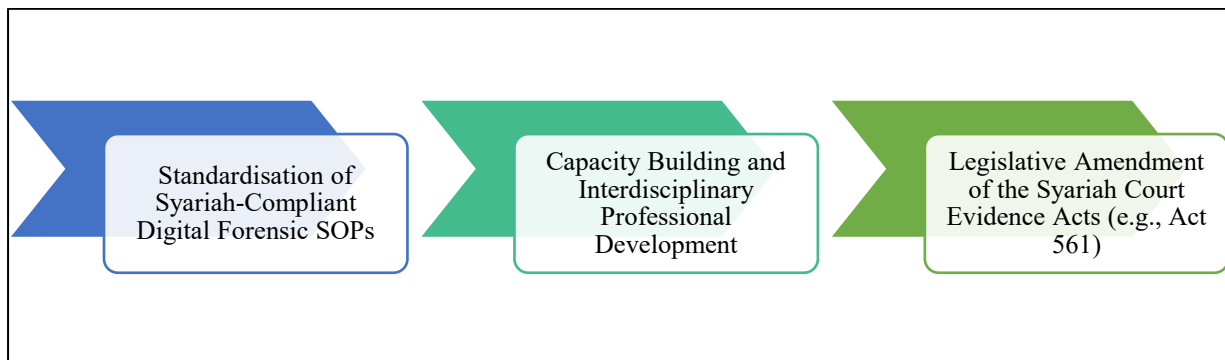 Standardisation of
Syariah-Compliant
Digital Forensic SOPs
Capacity Building and
Interdisciplinary
Professional
Development
Legislative Amendment
of the Syariah Court
Evidence Acts (e.g., Act
561)